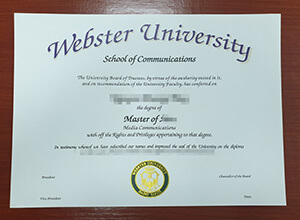 Webster University
School of Communications
The University Board of Trustees, by virtue of the authority vested in it,
and on recommendation of the University Faculty, has conferred on
the degree of
Master of
Media Communications
with all the Rights and Privileges appertaining to that degree.
In testimony whereof we have subscribed our names and impressed the seal of the University on the diploma
President
Chancellor of the Board
WEBSTER UNIVERSITY